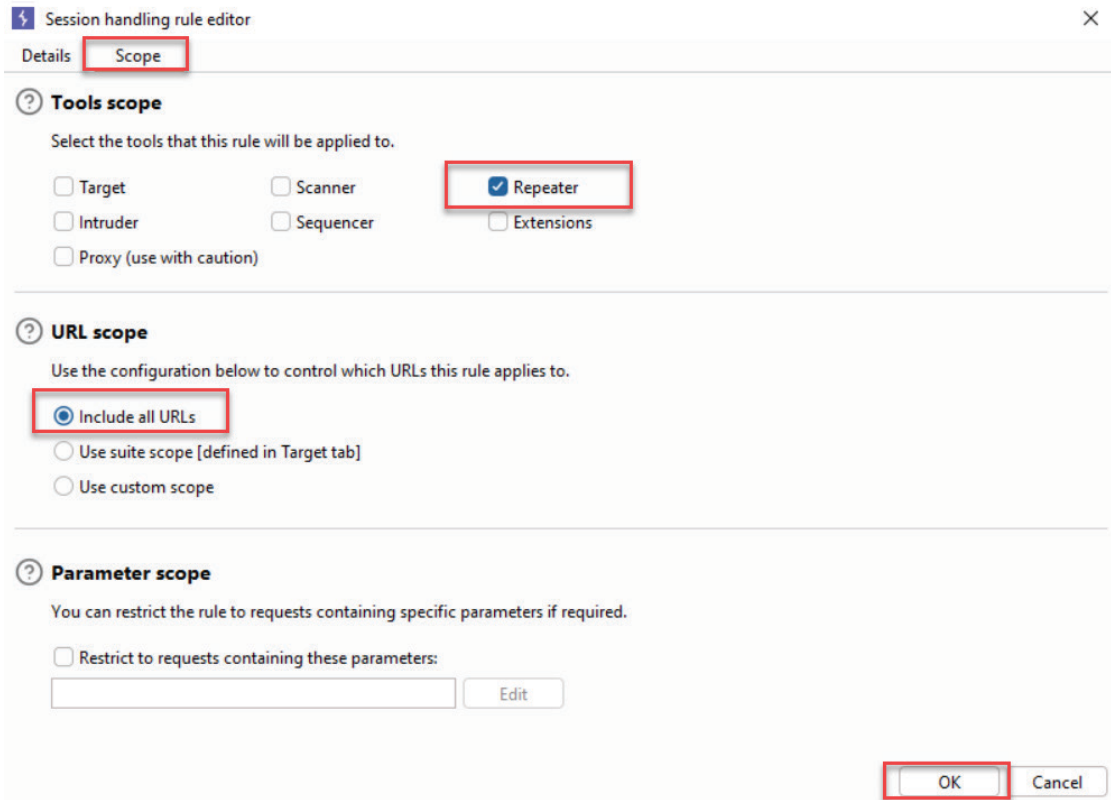 Session handling rule editor
Details Scope
Tools scope
Select the tools that this rule will be applied to.
Target Scanner Repeater
Intruder Sequencer Extensions
Proxy (use with caution)
URL scope
Use the configuration below to control which URLs this rule applies to.
Include all URLs
Use suite scope [defined in Target tab]
Use custom scope
Parameter scope
You can restrict the rule to requests containing specific parameters if required.
Restrict to requests containing these parameters:
Edit
OK Cancel